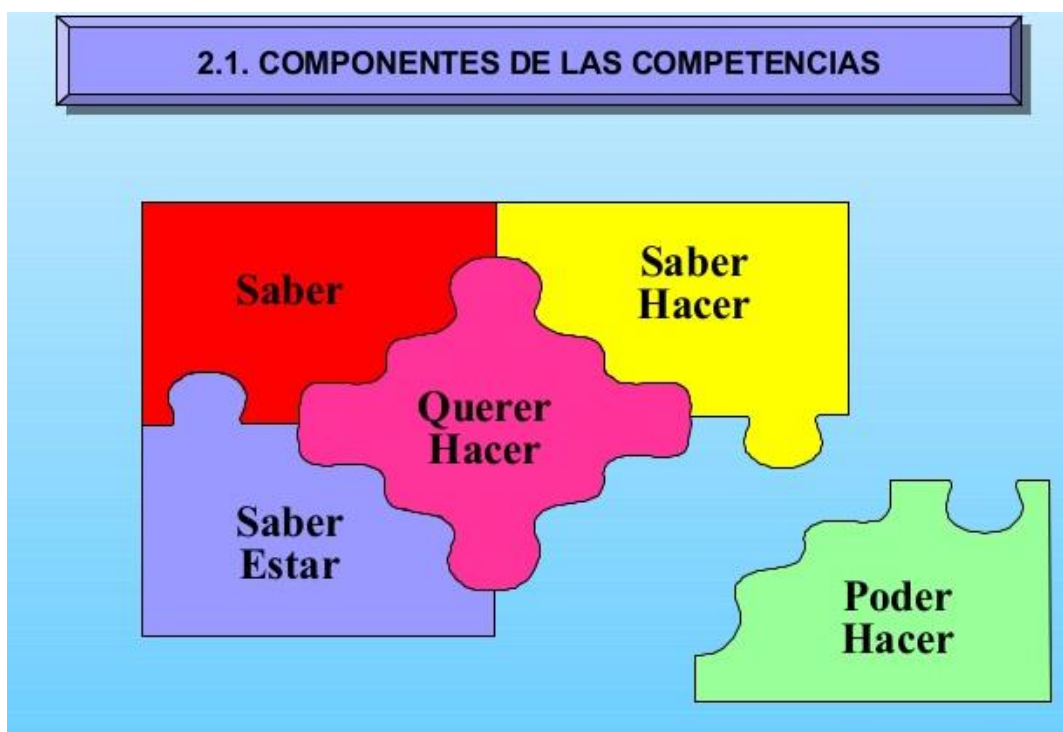 2.1. COMPONENTES DE LAS COMPETENCIAS
Saber
Saber
Hacer
Querer
Hacer
Saber
Estar
Poder
Hacer